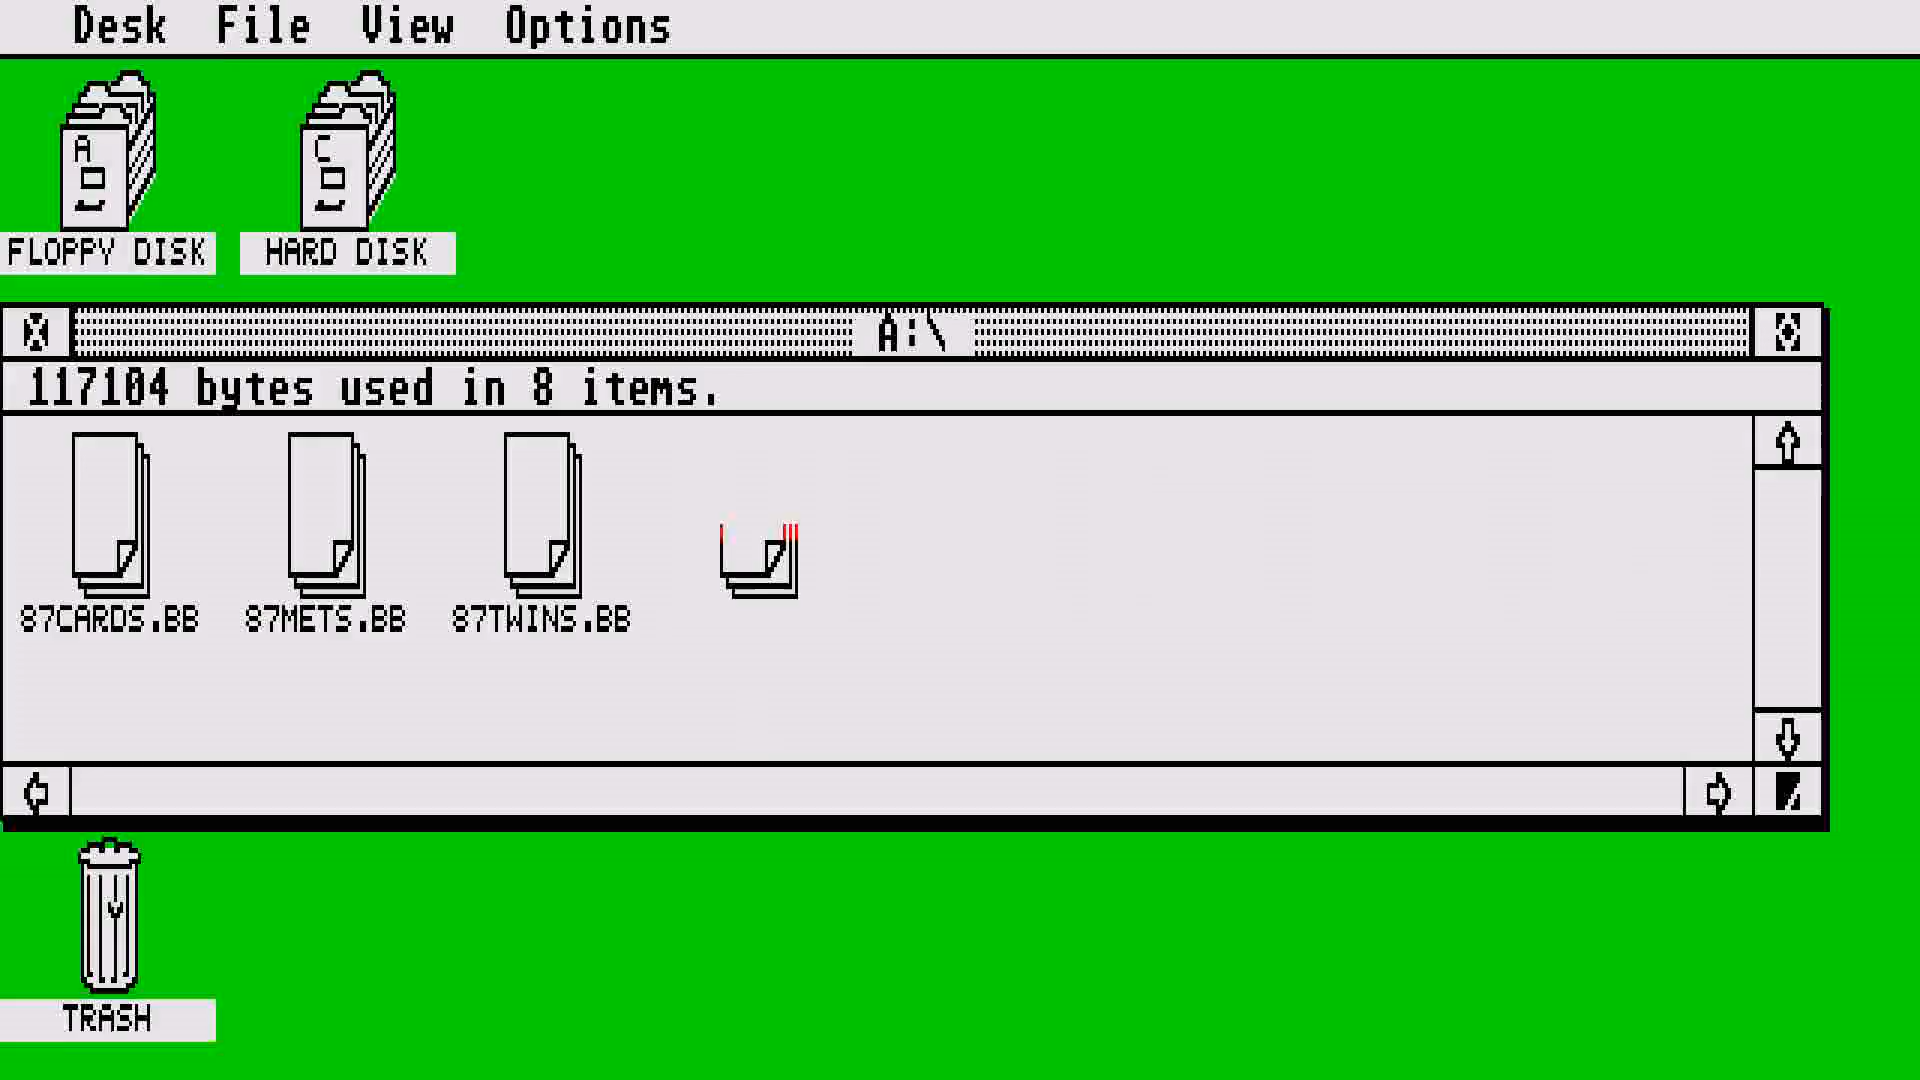 Desk File View Options
A
C
FLOPPY DISK HARD DISK
A:\
117104 bytes used in 8 items.
87CARDS.BB 87METS.BB 87TWINS.BB
TRASH